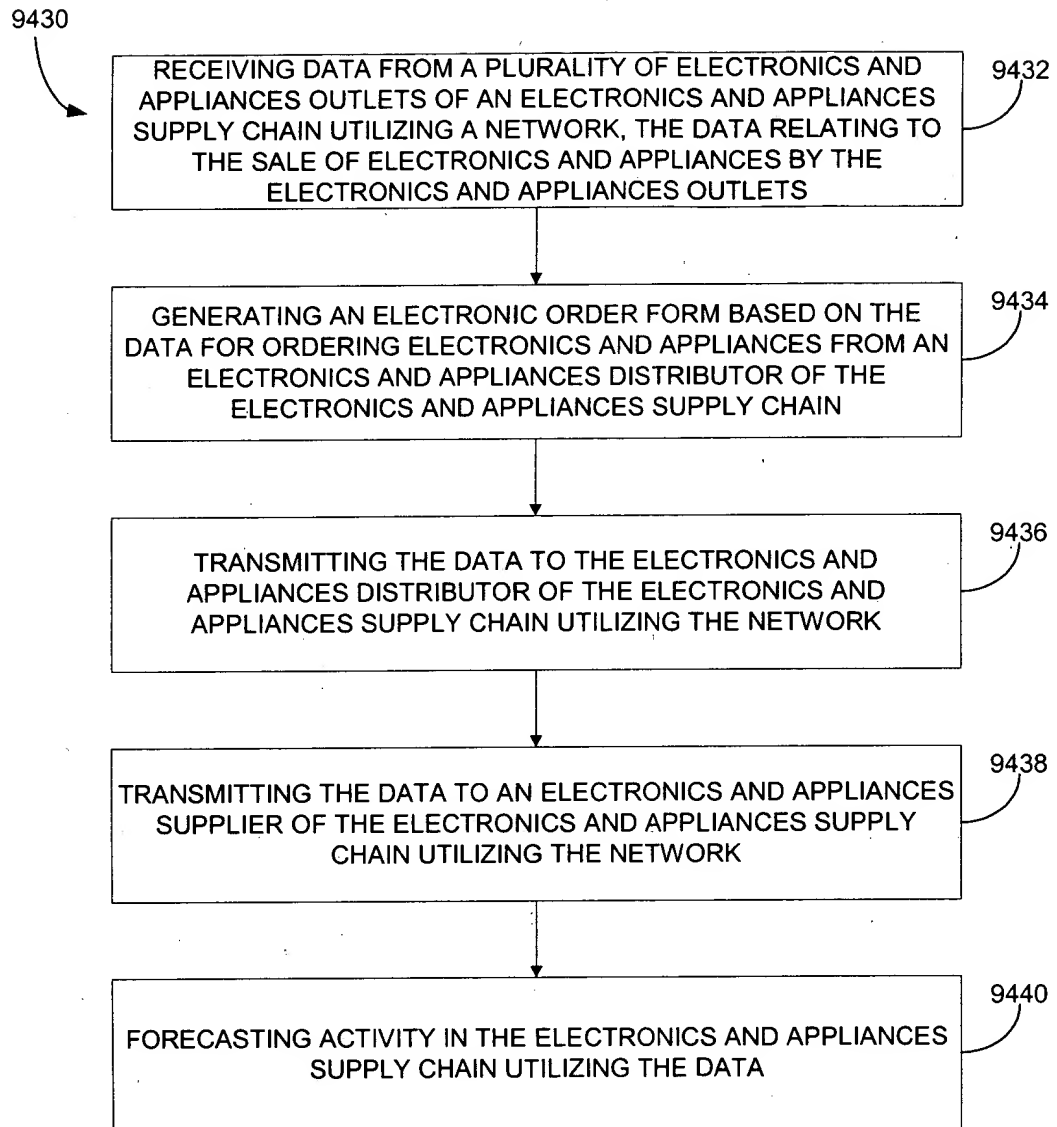 9430
RECEIVING DATA FROM A PLURALITY OF ELECTRONICS AND
APPLIANCES OUTLETS OF AN ELECTRONICS AND APPLIANCES
SUPPLY CHAIN UTILIZING A NETWORK, THE DATA RELATING TO
THE SALE OF ELECTRONICS AND APPLIANCES BY THE
ELECTRONICS AND APPLIANCES OUTLETS
9432
GENERATING AN ELECTRONIC ORDER FORM BASED ON THE
DATA FOR ORDERING ELECTRONICS AND APPLIANCES FROM AN
ELECTRONICS AND APPLIANCES DISTRIBUTOR OF THE
ELECTRONICS AND APPLIANCES SUPPLY CHAIN
9434
TRANSMITTING THE DATA TO THE ELECTRONICS AND
APPLIANCES DISTRIBUTOR OF THE ELECTRONICS AND
APPLIANCES SUPPLY CHAIN UTILIZING THE NETWORK
9436
TRANSMITTING THE DATA TO AN ELECTRONICS AND APPLIANCES
SUPPLIER OF THE ELECTRONICS AND APPLIANCES SUPPLY
CHAIN UTILIZING THE NETWORK
9438
FORECASTING ACTIVITY IN THE ELECTRONICS AND APPLIANCES
SUPPLY CHAIN UTILIZING THE DATA
9440